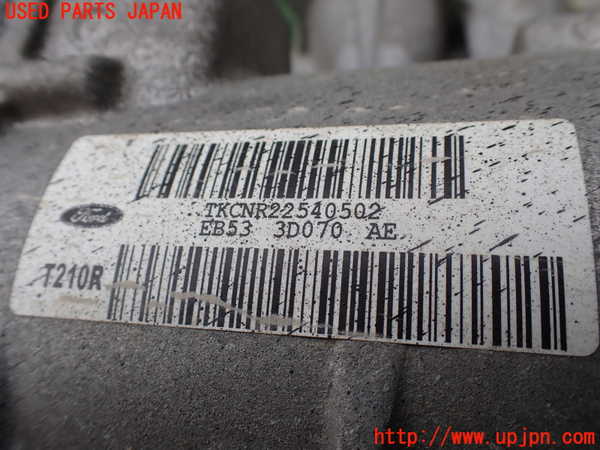 USED PARTS JAPAN
TKCNR22540502
Ford
EB53 3D070 AE
T210R
http://www.upjpn.com/